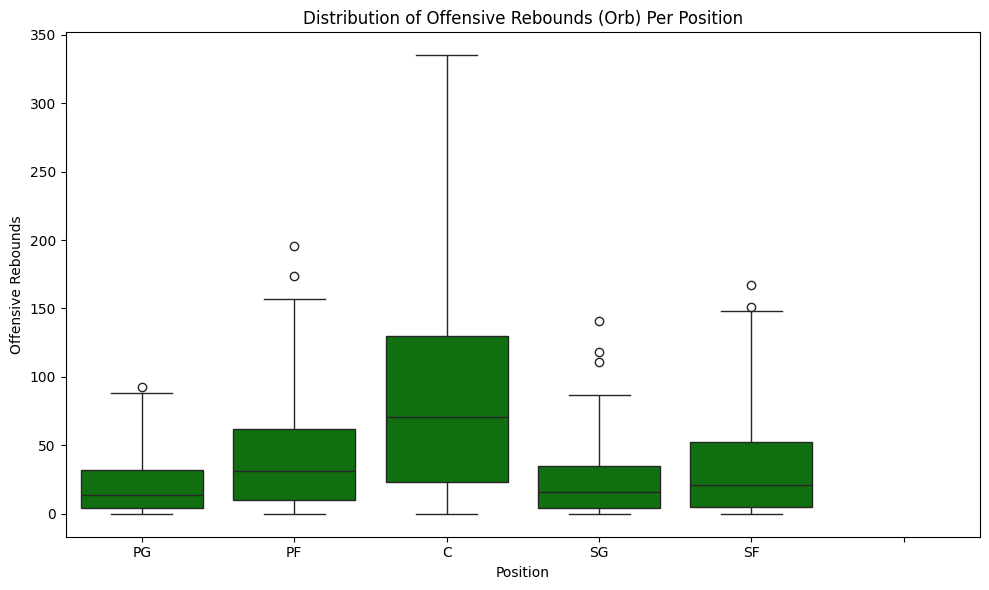 Distribution of Offensive Rebounds (Orb) Per Position
Offensive Rebounds
350
300
250
200
150
100
50
0
PG PF C SG SF
Position